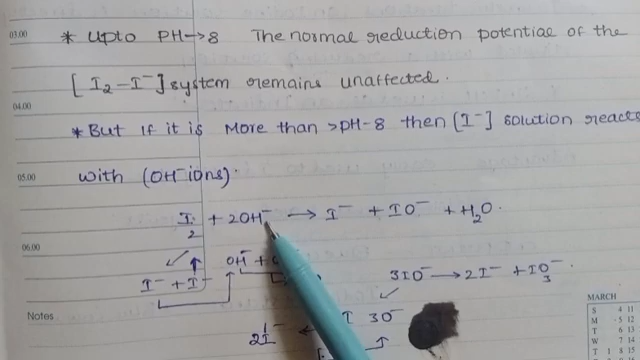 03.00
* Upto PH→8 The normal reduction potential of the
[I₂–I⁻] system remains unaffected.
04.00
*But if it is More than >pH-8 then [I⁻] solution reacts
05.00
with (OH⁻ions).
I₂ + 2OH⁻ → I⁻ + IO⁻ + H₂O.
06.00
I⁻ + I⁺ OH⁻ +
3IO⁻ → 2I⁻ + IO₃⁻.
Notes
2I⁻ I 3O⁻
MARCH
S 4 11
M 5 12
T 6 13
W 7 14
T 1 8 15